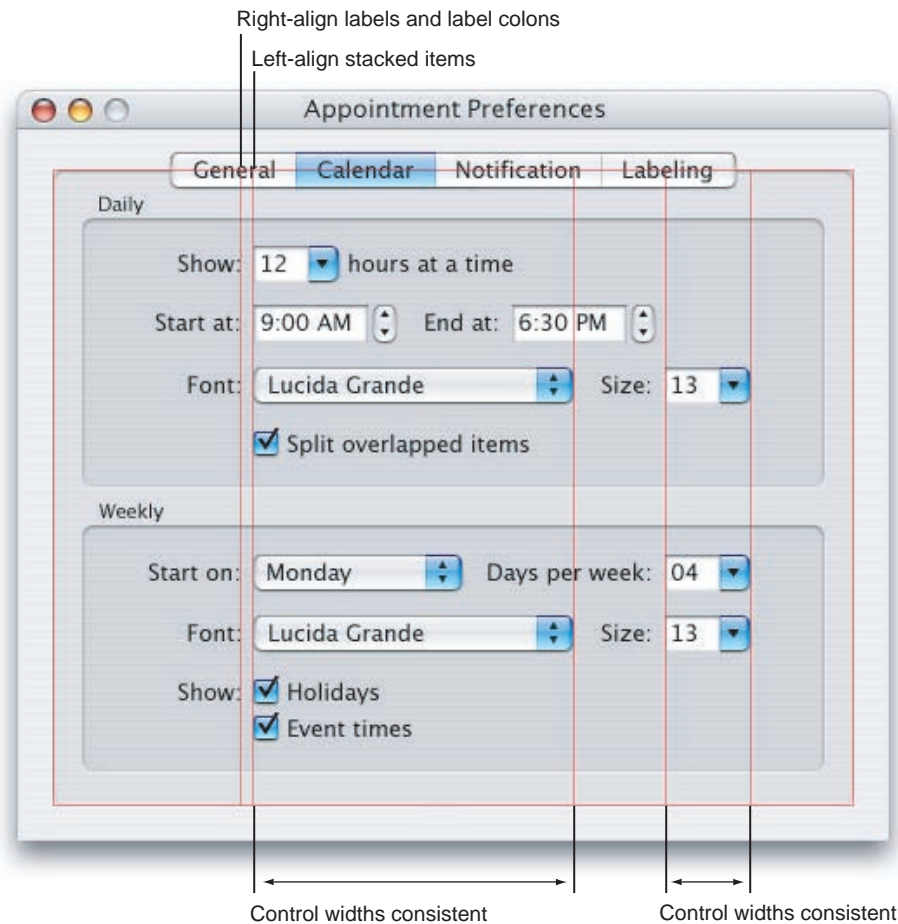 Right-align labels and label colons
Left-align stacked items
Appointment Preferences
General Calendar Notification Labeling
Daily
Show: 12 hours at a time
Start at: 9:00 AM End at: 6:30 PM
Font: Lucida Grande Size: 13
Split overlapped items
Weekly
Start on: Monday Days per week: 04
Font: Lucida Grande Size: 13
Show: Holidays
Event times
Control widths consistent Control widths consistent